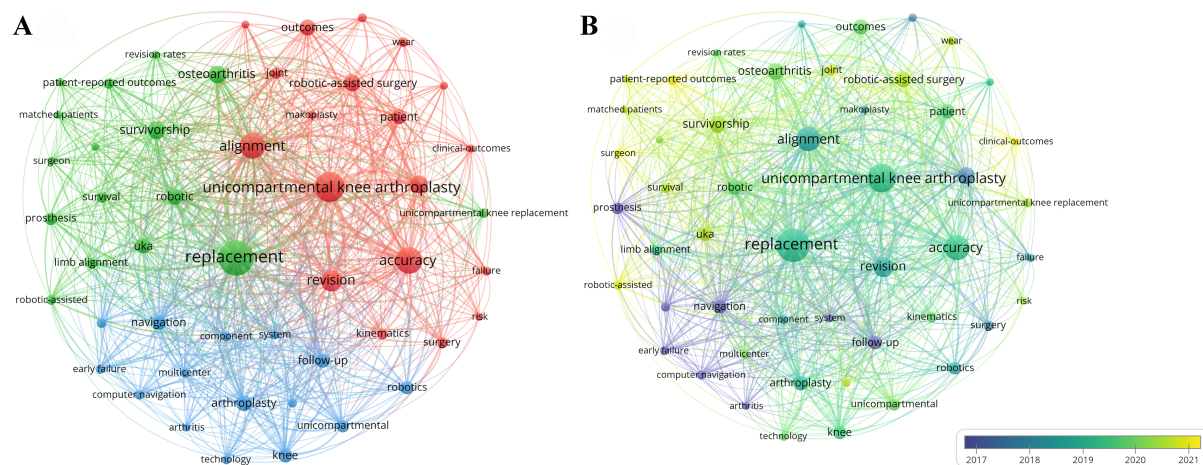 A
outcomes
wear
revision rates
osteoarthritis
joint
patient-reported outcomes
robotic-assisted surgery
matched patients
makoplasty
patient
survivorship
alignment
clinical-outcomes
surgeon
unicompartmental knee arthroplasty
survival
robotic
prosthesis
unicompartmental knee replacement
uka
replacement
accuracy
limb alignment
failure
revision
robotic-assisted
risk
navigation
component
system
kinematics
surgery
follow-up
early failure
multicenter
robotics
computer navigation
arthroplasty
arthritis
unicompartmental
technology
knee
B
outcomes
wear
revision rates
osteoarthritis
joint
patient-reported outcomes
robotic-assisted surgery
matched patients
makoplasty
patient
survivorship
alignment
clinical-outcomes
surgeon
unicompartmental knee arthroplasty
survival
robotic
prosthesis
unicompartmental knee replacement
uka
replacement
accuracy
limb alignment
failure
revision
robotic-assisted
risk
navigation
component
system
kinematics
surgery
follow-up
early failure
multicenter
robotics
computer navigation
arthroplasty
arthritis
unicompartmental
technology
knee
2017 2018 2019 2020 2021